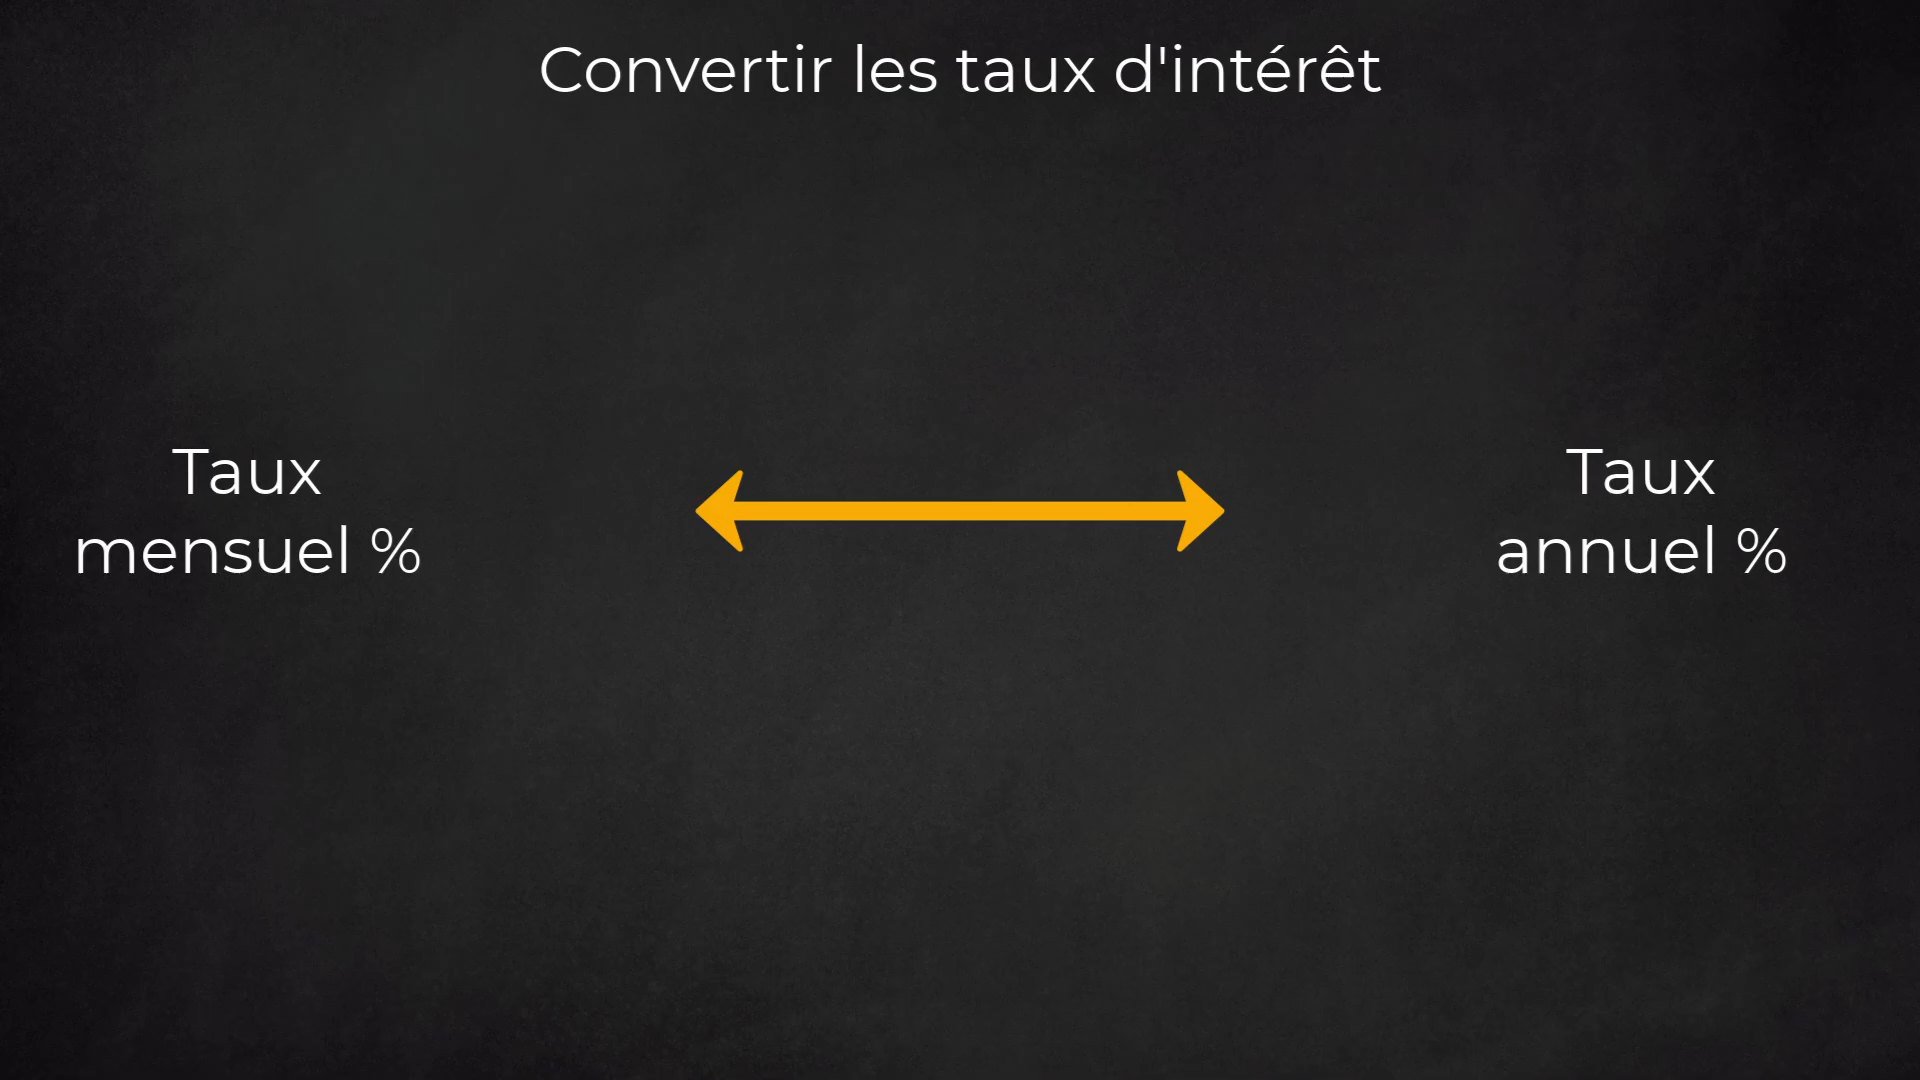 Convertir les taux d'intérêt
Taux
mensuel %
Taux
annuel %